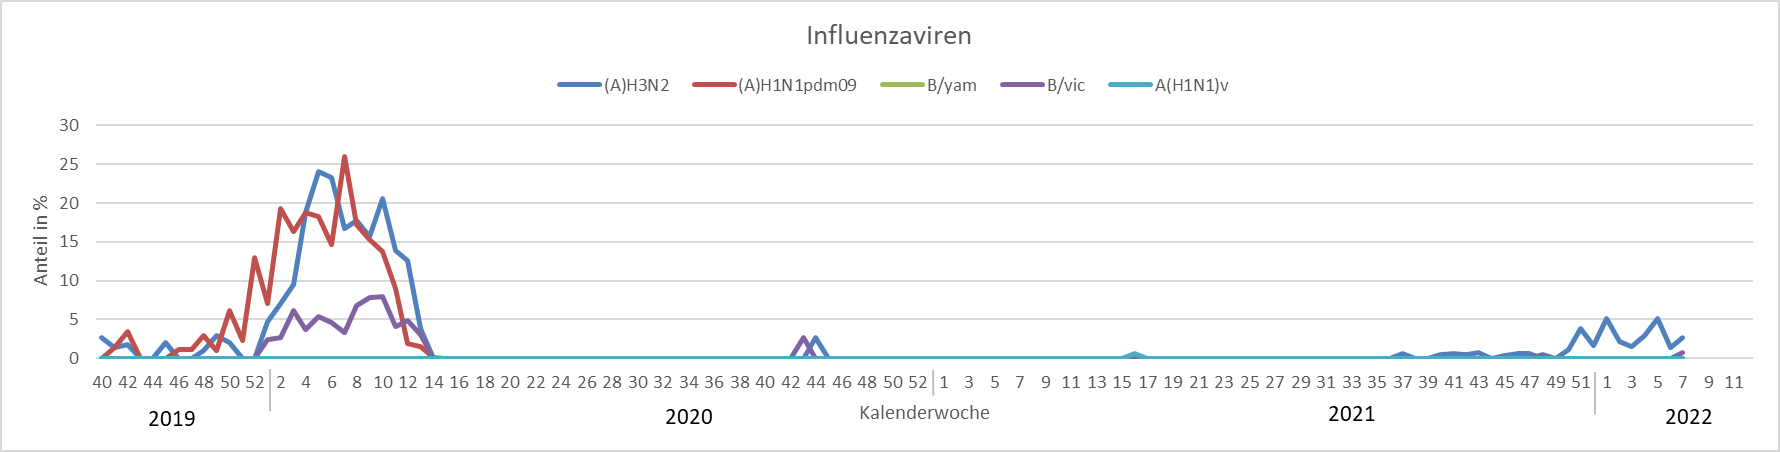 Influenzaviren
(A)H3N2 (A)H1N1pdm09 B/yam B/vic A(H1N1)v
Anteil in %
30
25
20
15
10
5
0
40 42 44 46 48 50 52 2 4 6 8 10 12 14 16 18 20 22 24 26 28 30 32 34 36 38 40 42 44 46 48 50 52 1 3 5 7 9 11 13 15 17 19 21 23 25 27 29 31 33 35 37 39 41 43 45 47 49 51 1 3 5 7 9 11
2019 2020 2021 2022
Kalenderwoche